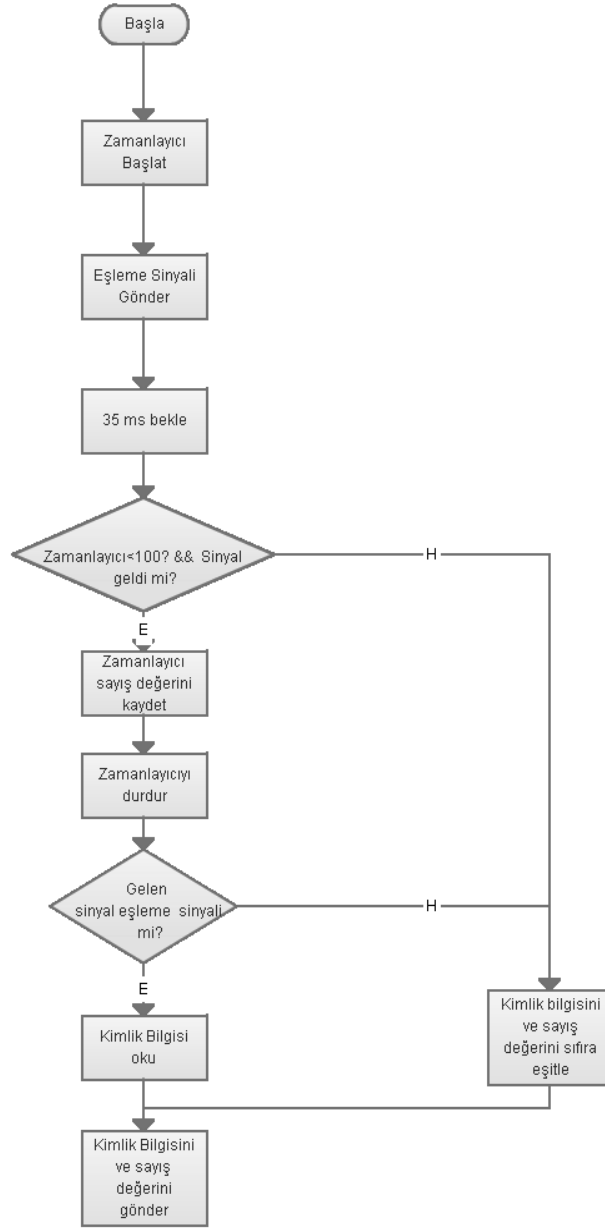 Başla
Zamanlayıcı
Başlat
Eşleme Sinyali
Gönder
35 ms bekle
Zamanlayıcı<100? && Sinyal
geldi mi?
H
E
Zamanlayıcı
sayış değerini
kaydet
Zamanlayıcıyı
durdur
Gelen
sinyal eşleme sinyali
mi?
H
E
Kimlik Bilgisi
oku
Kimlik bilgisini
ve sayış
değerini sıfıra
eşitle
Kimlik Bilgisini
ve sayış
değerini
gönder